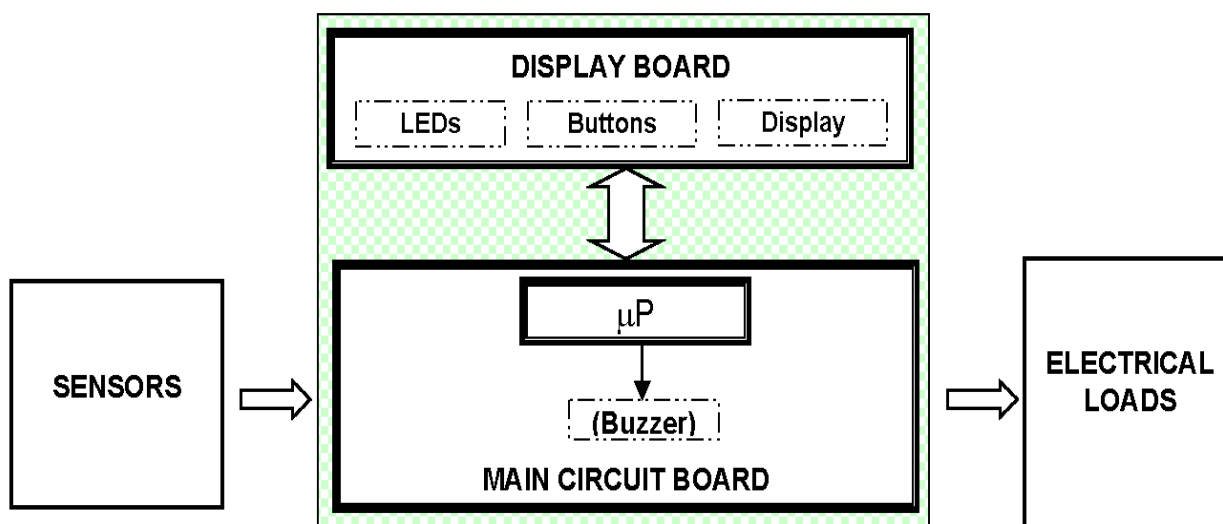 DISPLAY BOARD
LEDs
Buttons
Display
μP
SENSORS
(Buzzer)
ELECTRICAL
LOADS
MAIN CIRCUIT BOARD